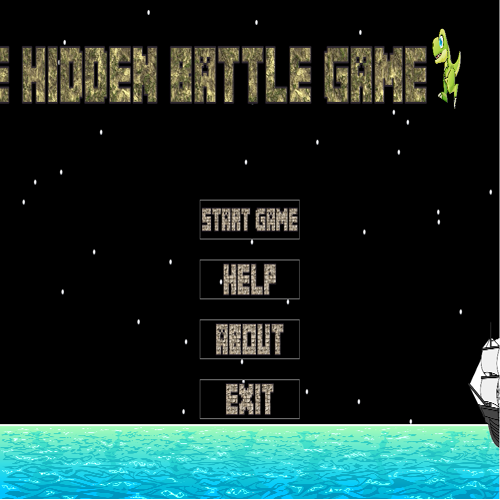 E HIDDEN BATTLE GAME
START GAME
HELP
ABOUT
EXIT